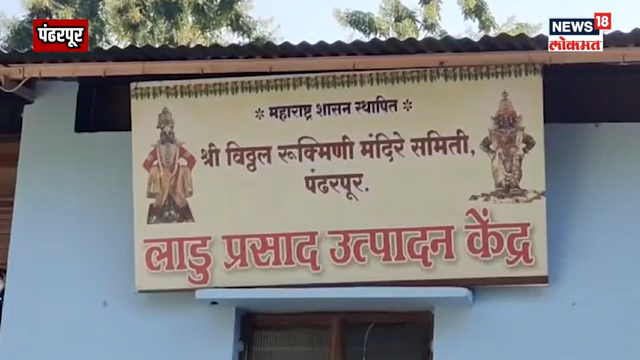 पंढरपूर
NEWS 18
लोकमत
महाराष्ट्र शासन स्थापित
श्री विठ्ठल रूक्मिणी मंदिरे समिती,
पंढरपूर.
लाडु प्रसाद उत्पादन केंद्र